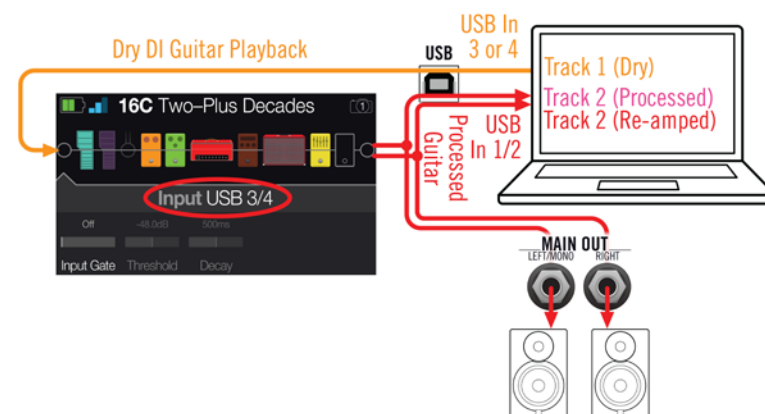 USB In
3 or 4
Dry DI Guitar Playback
USB
Track 1 (Dry)
Track 2 (Processed)
Track 2 (Re-amped)
USB
In 1/2
Processed
Guitar
16C Two-Plus Decades
1
Input USB 3/4
Off
-48.0dB
500ms
Input Gate
Threshold
Decay
MAIN OUT
LEFT/MONO
RIGHT